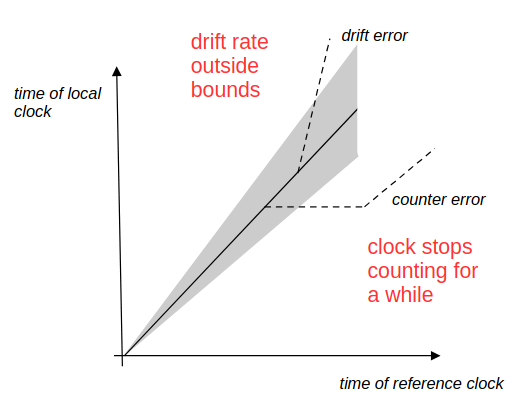 drift rate
outside
bounds
drift error
time of local
clock
counter error
clock stops
counting for
a while
time of reference clock